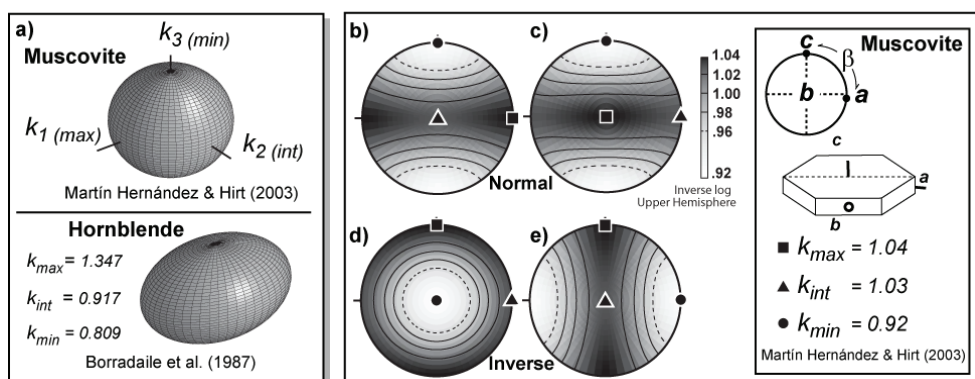 a)
Muscovite
k3 (min)
k1 (max)
k2 (int)
Martín Hernández & Hirt (2003)
Hornblende
kmax= 1.347
kint = 0.917
kmin = 0.809
Borradaile et al. (1987)
b)
c)
1.04
1.02
1.00
.98
.96
.92
Normal
Inverse log
Upper Hemisphere
d)
e)
Inverse
Muscovite
c
β
b
a
c
a
b
kmax = 1.04
kint = 1.03
kmin = 0.92
Martín Hernández & Hirt (2003)